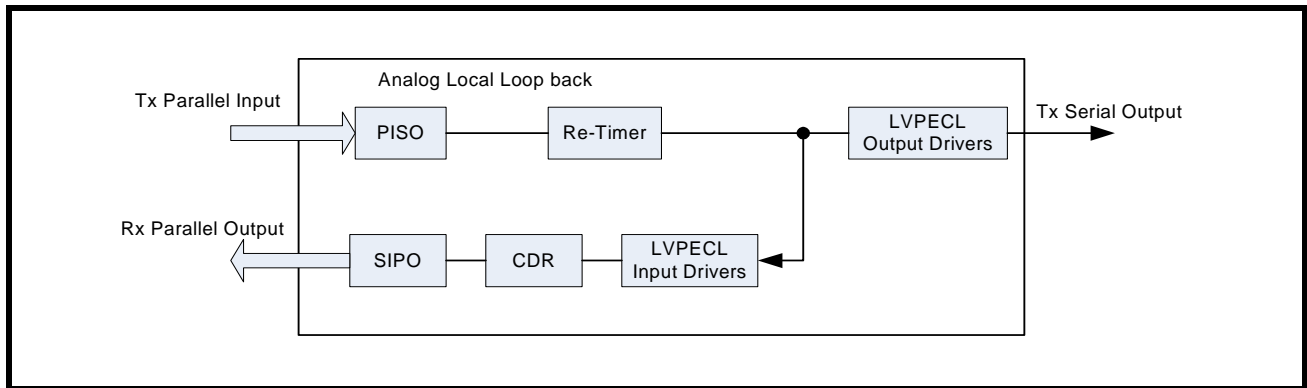 Analog Local Loop back
Tx Parallel Input
PISO
Re-Timer
LVPECL
Output Drivers
Tx Serial Output
Rx Parallel Output
SIPO
CDR
LVPECL
Input Drivers